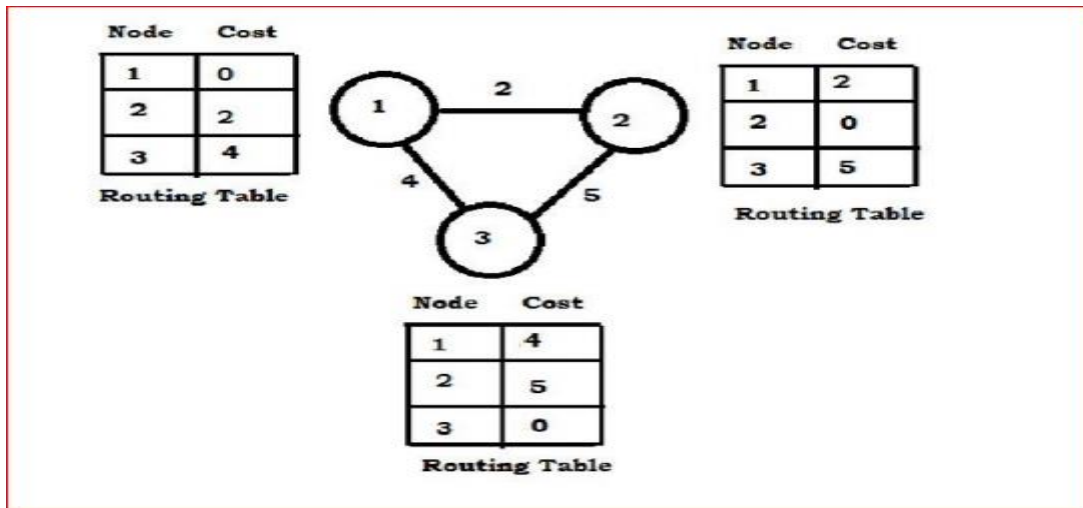 Node Cost
1 0
2 2
3 4
Routing Table
1
2
2
4
5
3
Node Cost
1 2
2 0
3 5
Routing Table
Node Cost
1 4
2 5
3 0
Routing Table